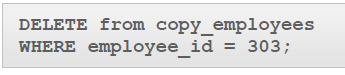 DELETE from copy_employees
WHERE employee_id = 303;